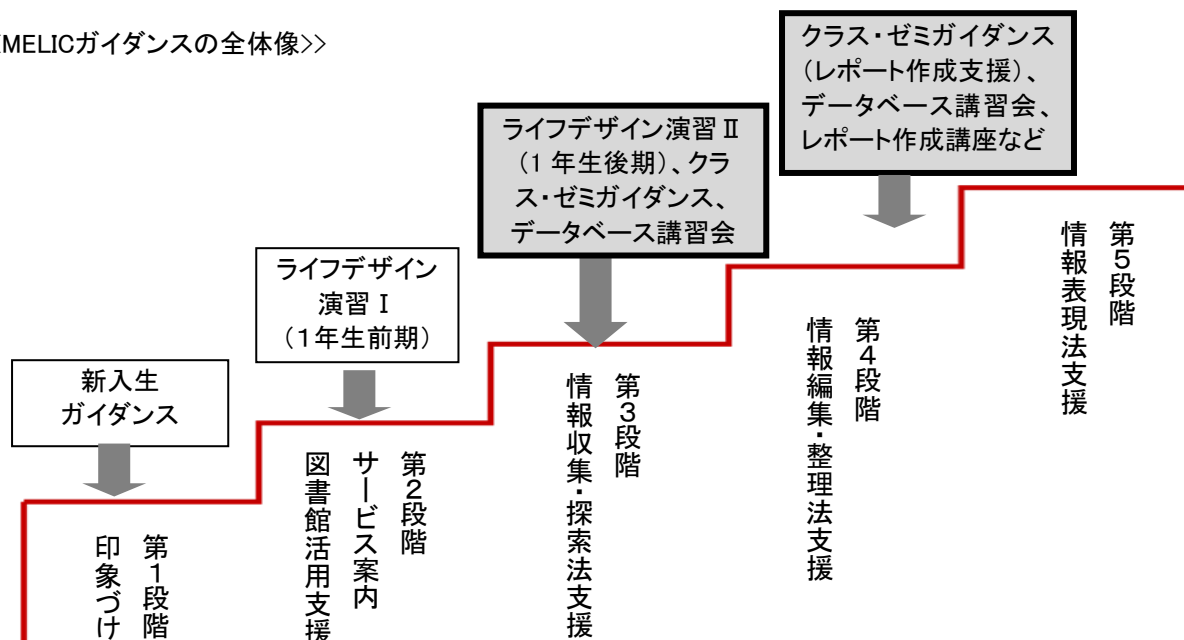 MELICガイダンスの全体像>>
クラス・ゼミガイダンス
（レポート作成支援）、
データベース講習会、
レポート作成講座など
ライフデザイン演習Ⅱ
（1 年生後期）、クラ
ス・ゼミガイダンス、
データベース講習会
ライフデザイン
演習Ⅰ
（1年生前期）
新入生
ガイダンス
第1段階
印象づけ
第2段階
サービス案内
図書館活用支援
第3段階
情報収集・探索法支援
第4段階
情報編集・整理法支援
第5段階
情報表現法支援